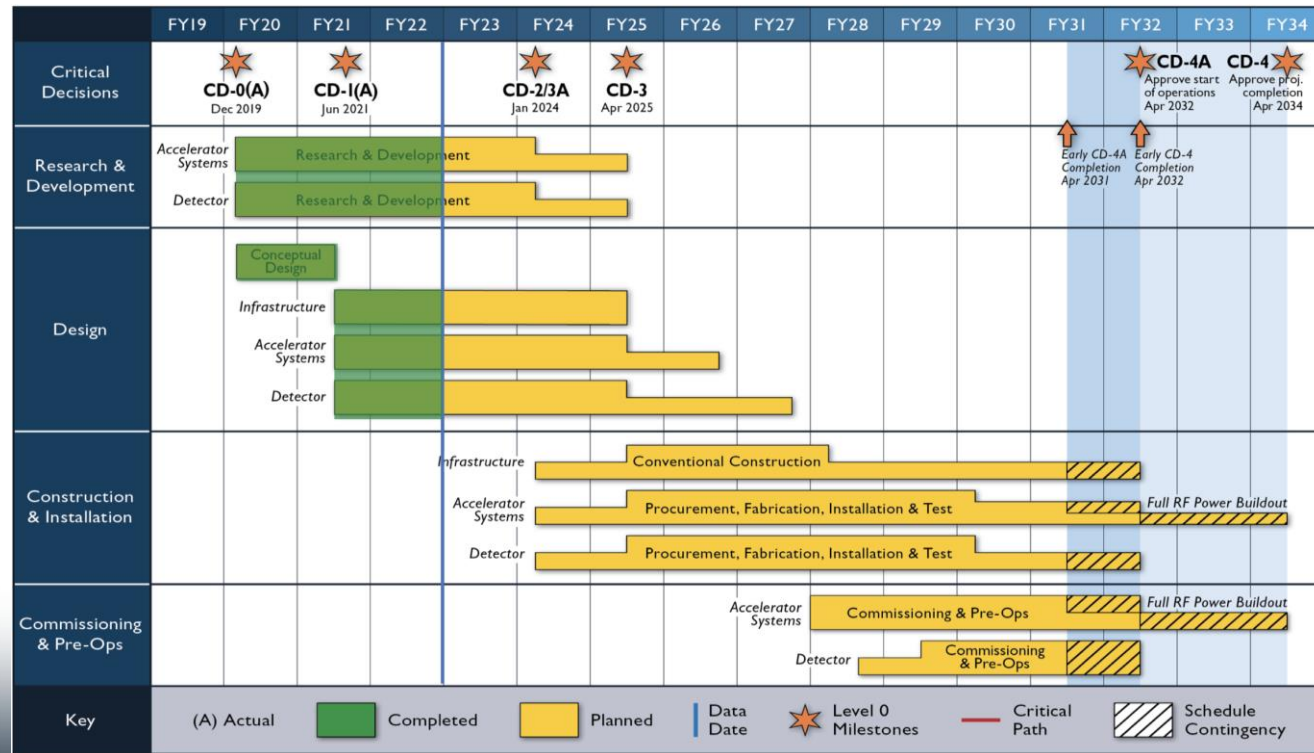 FY19 FY20 FY21 FY22 FY23 FY24 FY25 FY26 FY27 FY28 FY29 FY30 FY31 FY32 FY33 FY34
Critical
Decisions
CD-0(A)
Dec 2019
CD-1(A)
Jun 2021
CD-2/3A
Jan 2024
CD-3
Apr 2025
CD-4A
Approve start
of operations
Apr 2032
CD-4
Approve proj.
completion
Apr 2034
Early CD-4A
Completion
Apr 2031
Early CD-4
Completion
Apr 2032
Research &
Development
Accelerator
Systems
Research & Development
Detector
Research & Development
Design
Conceptual
Design
Infrastructure
Accelerator
Systems
Detector
Construction
& Installation
Infrastructure
Conventional Construction
Accelerator
Systems
Procurement, Fabrication, Installation & Test
Full RF Power Buildout
Detector
Procurement, Fabrication, Installation & Test
Commissioning
& Pre-Ops
Accelerator
Systems
Commissioning & Pre-Ops
Full RF Power Buildout
Detector
Commissioning
& Pre-Ops
Key
(A) Actual
Completed
Planned
Data
Date
Level 0
Milestones
Critical
Path
Schedule
Contingency